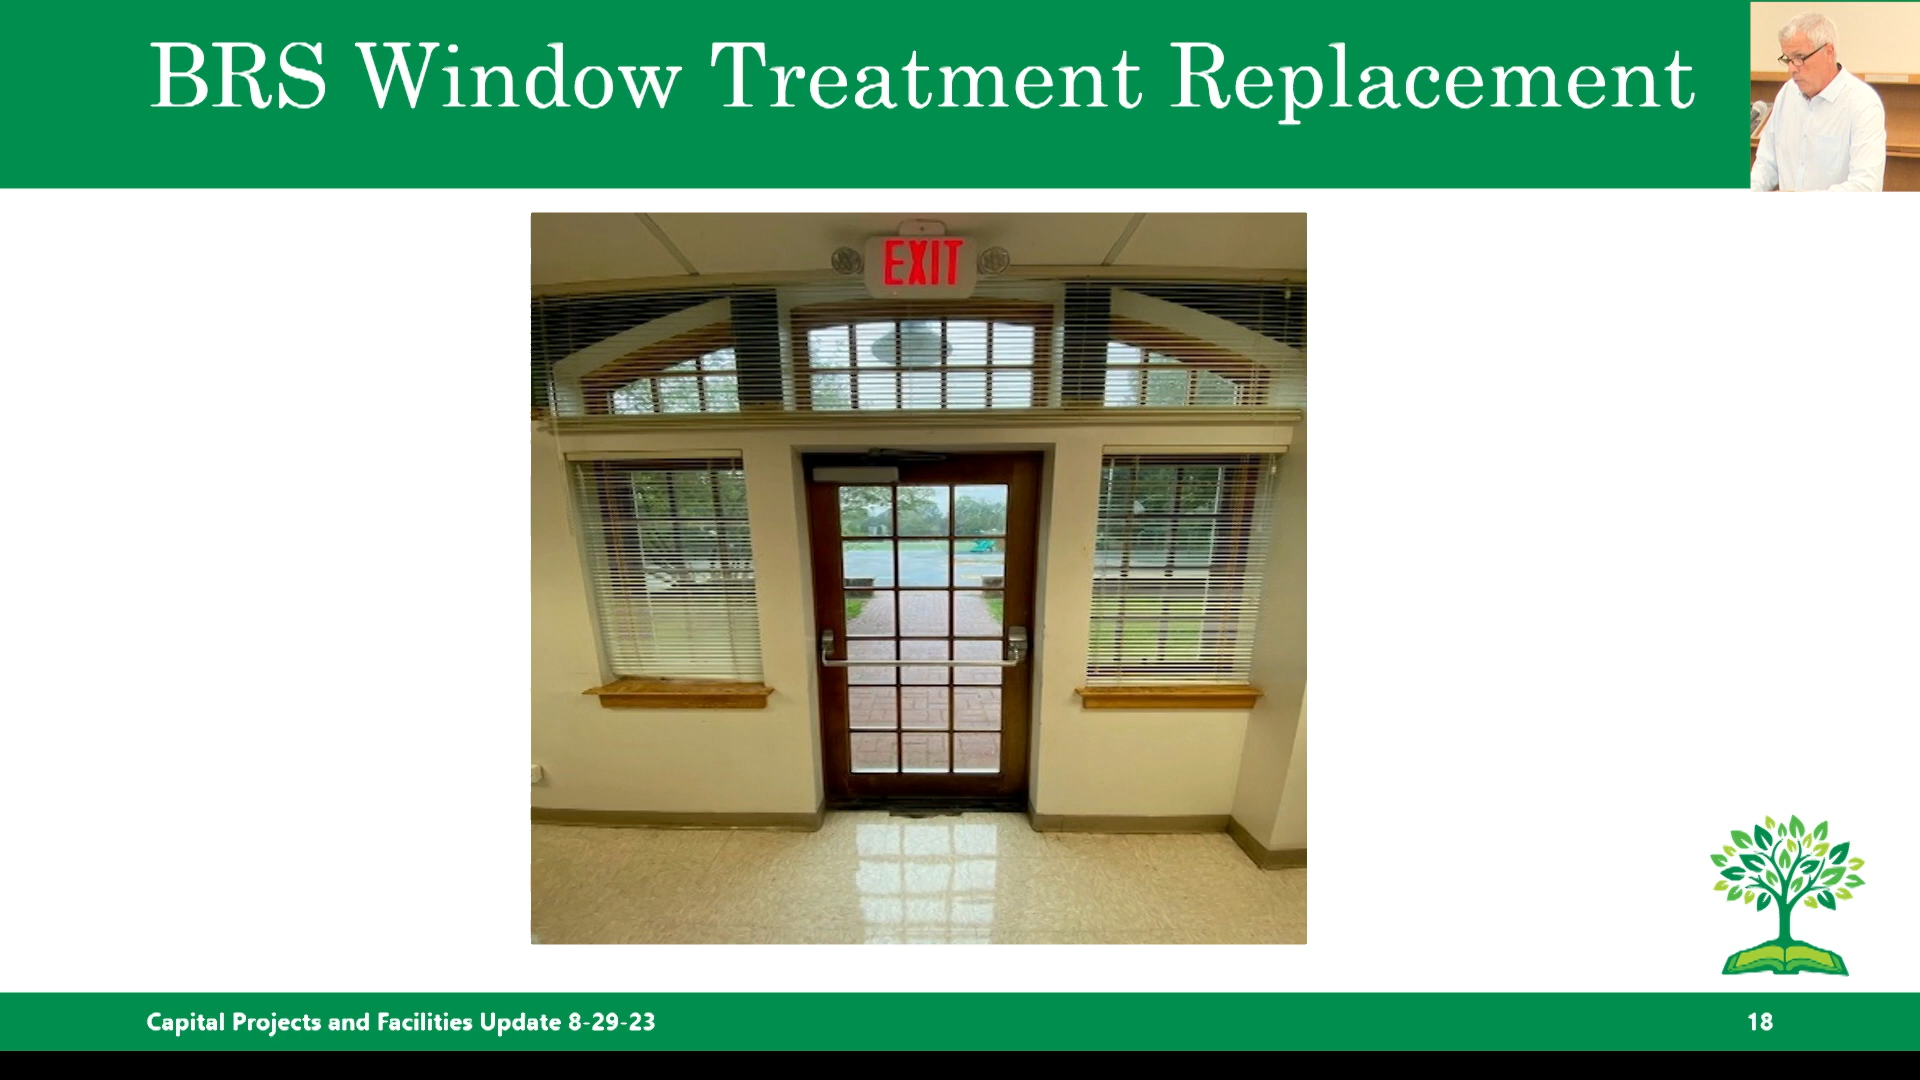 BRS Window Treatment Replacement
EXIT
Capital Projects and Facilities Update 8-29-23
18